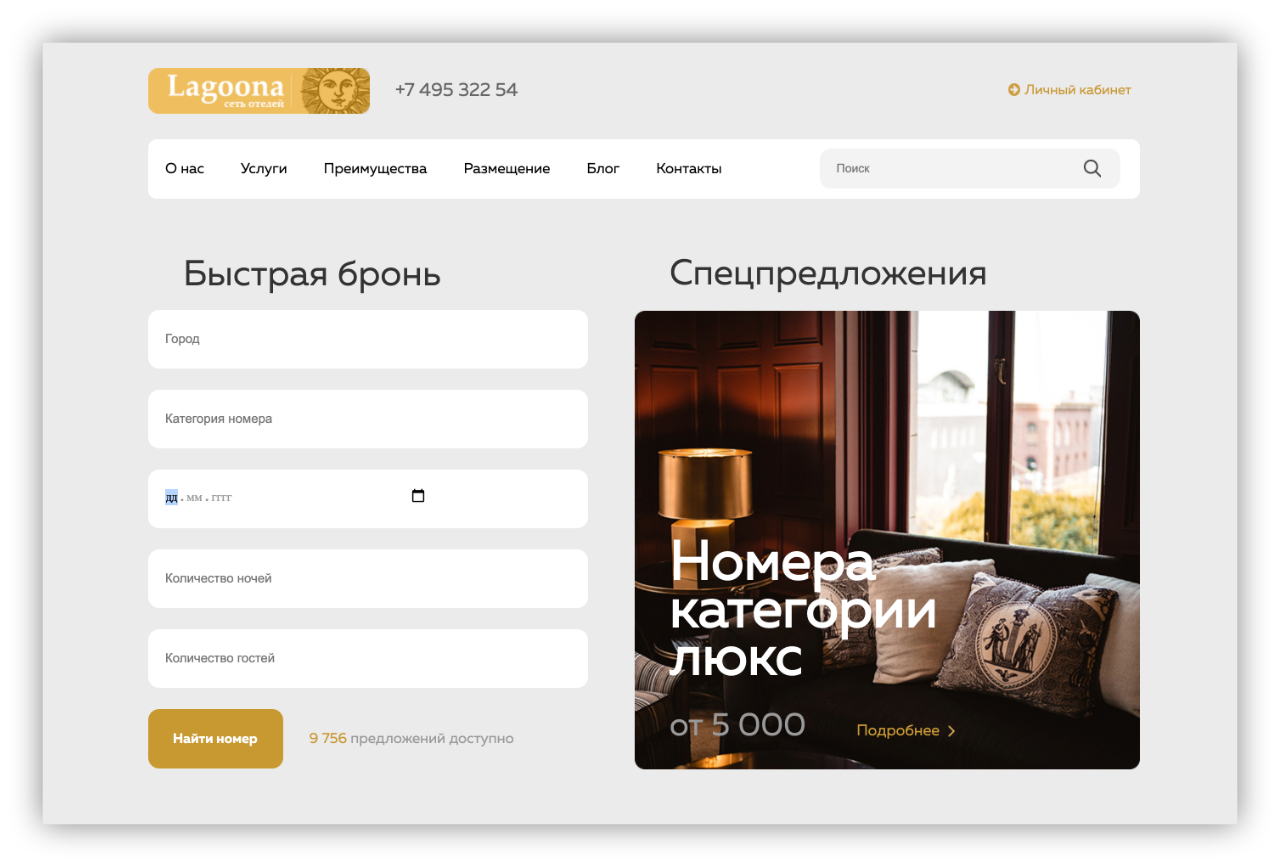 Lagoona
сеть отелей
+7 495 322 54
Личный кабинет
О нас Услуги Преимущества Размещение Блог Контакты Поиск
Быстрая бронь
Город
Категория номера
дд.мм.гггг
Количество ночей
Количество гостей
Найти номер 9 756 предложений доступно
Спецпредложения
Номера
категории
люкс
от 5 000 Подробнее